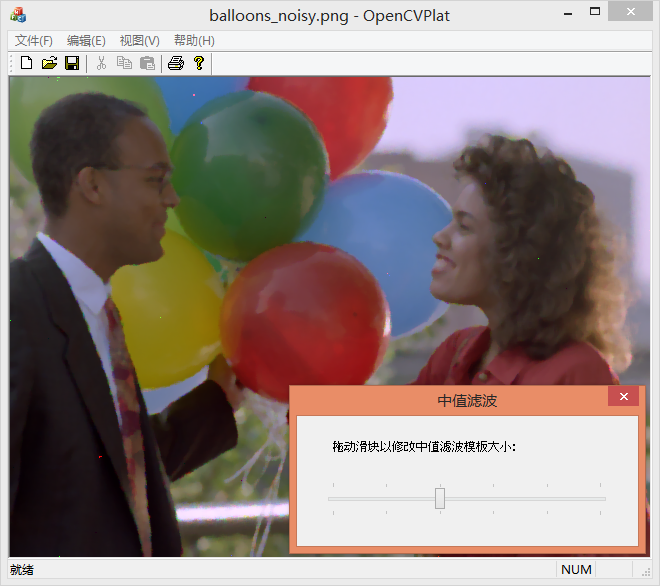 balloons_noisy.png - OpenCVPlat
文件(F) 编辑(E) 视图(V) 帮助(H)
中值滤波
拖动滑块以修改中值滤波模板大小:
就绪 NUM